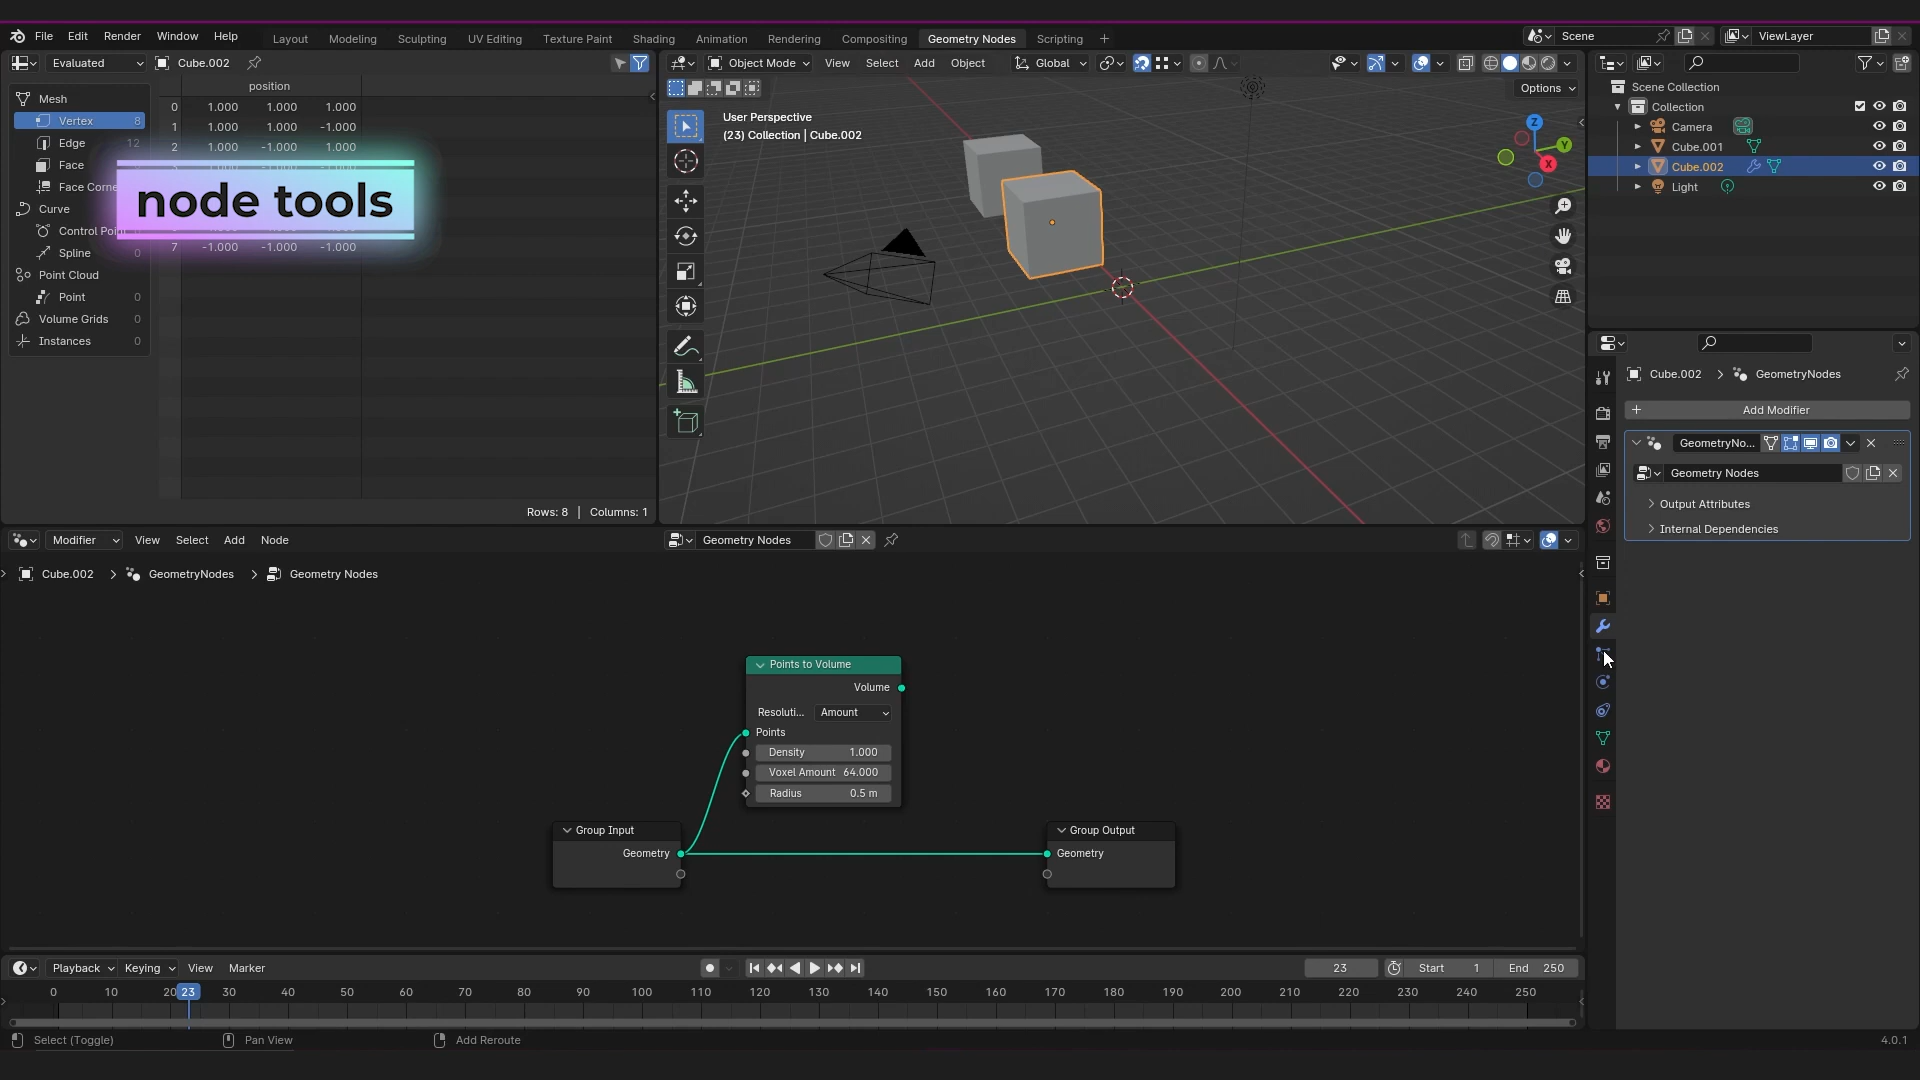 File Edit Render Window Help
Layout Modeling Sculpting UV Editing Texture Paint Shading Animation Rendering Compositing Geometry Nodes Scripting +
Scene
ViewLayer
Evaluated
Cube.002
Object Mode View Select Add Object
Global
Options
position
Mesh
Vertex 8
Edge 12
Face
Face Corne
Curve
Control Poi
Spline 0
Point Cloud
Point 0
Volume Grids 0
Instances 0
0 1.000 1.000 1.000
1 1.000 1.000 -1.000
2 1.000 -1.000 1.000
7 -1.000 -1.000 -1.000
node tools
Rows: 8 | Columns: 1
User Perspective
(23) Collection | Cube.002
Z
Y
X
Scene Collection
Collection
Camera
Cube.001
Cube.002
Light
Cube.002 > GeometryNodes
+ Add Modifier
GeometryNo...
Geometry Nodes
Output Attributes
Internal Dependencies
Modifier View Select Add Node
Geometry Nodes
Cube.002 > GeometryNodes > Geometry Nodes
Points to Volume
Volume
Resoluti... Amount
Points
Density 1.000
Voxel Amount 64.000
Radius 0.5 m
Group Input
Geometry
Group Output
Geometry
Playback Keying View Marker
23
Start 1
End 250
0 10 20 23 30 40 50 60 70 80 90 100 110 120 130 140 150 160 170 180 190 200 210 220 230 240 250
Select (Toggle)
Pan View
Add Reroute
4.0.1